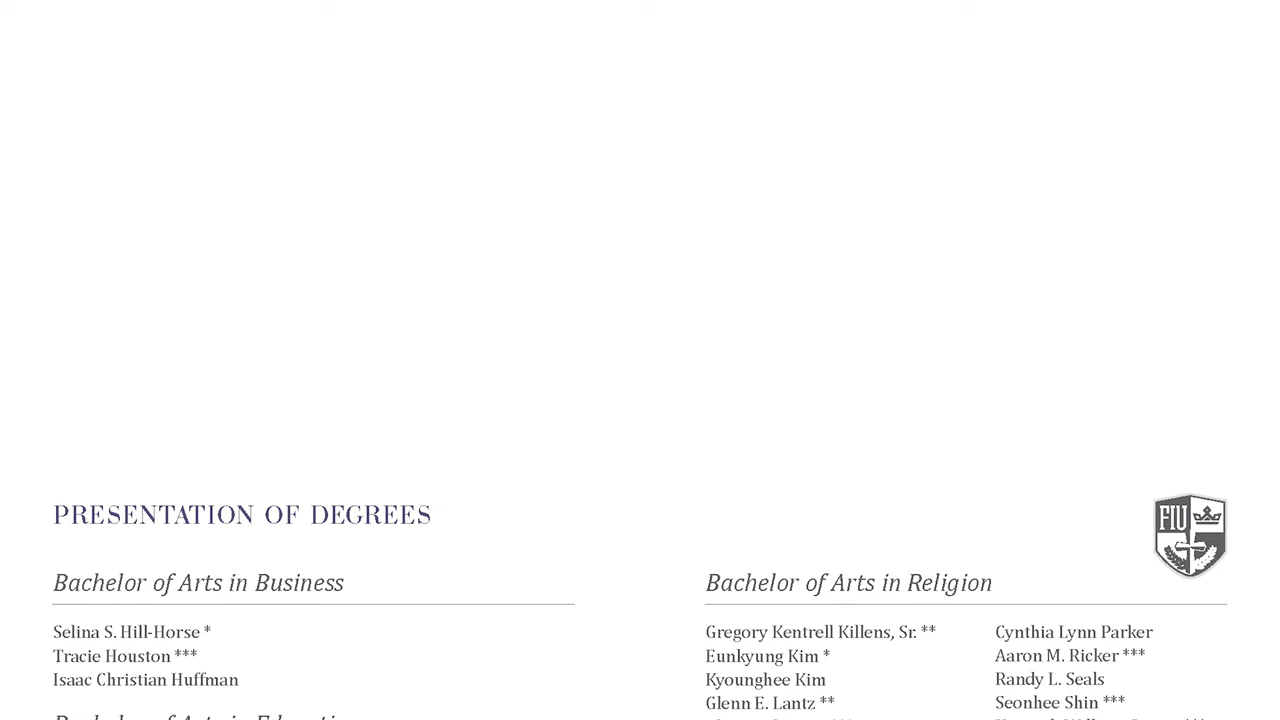 PRESENTATION OF DEGREES
FIU
Bachelor of Arts in Business
Selina S. Hill-Horse *
Tracie Houston ***
Isaac Christian Huffman
Bachelor of Arts in Religion
Gregory Kentrell Killens, Sr. **
Eunkyung Kim *
Kyounghee Kim
Glenn E. Lantz **
Cynthia Lynn Parker
Aaron M. Ricker ***
Randy L. Seals
Seonhee Shin ***